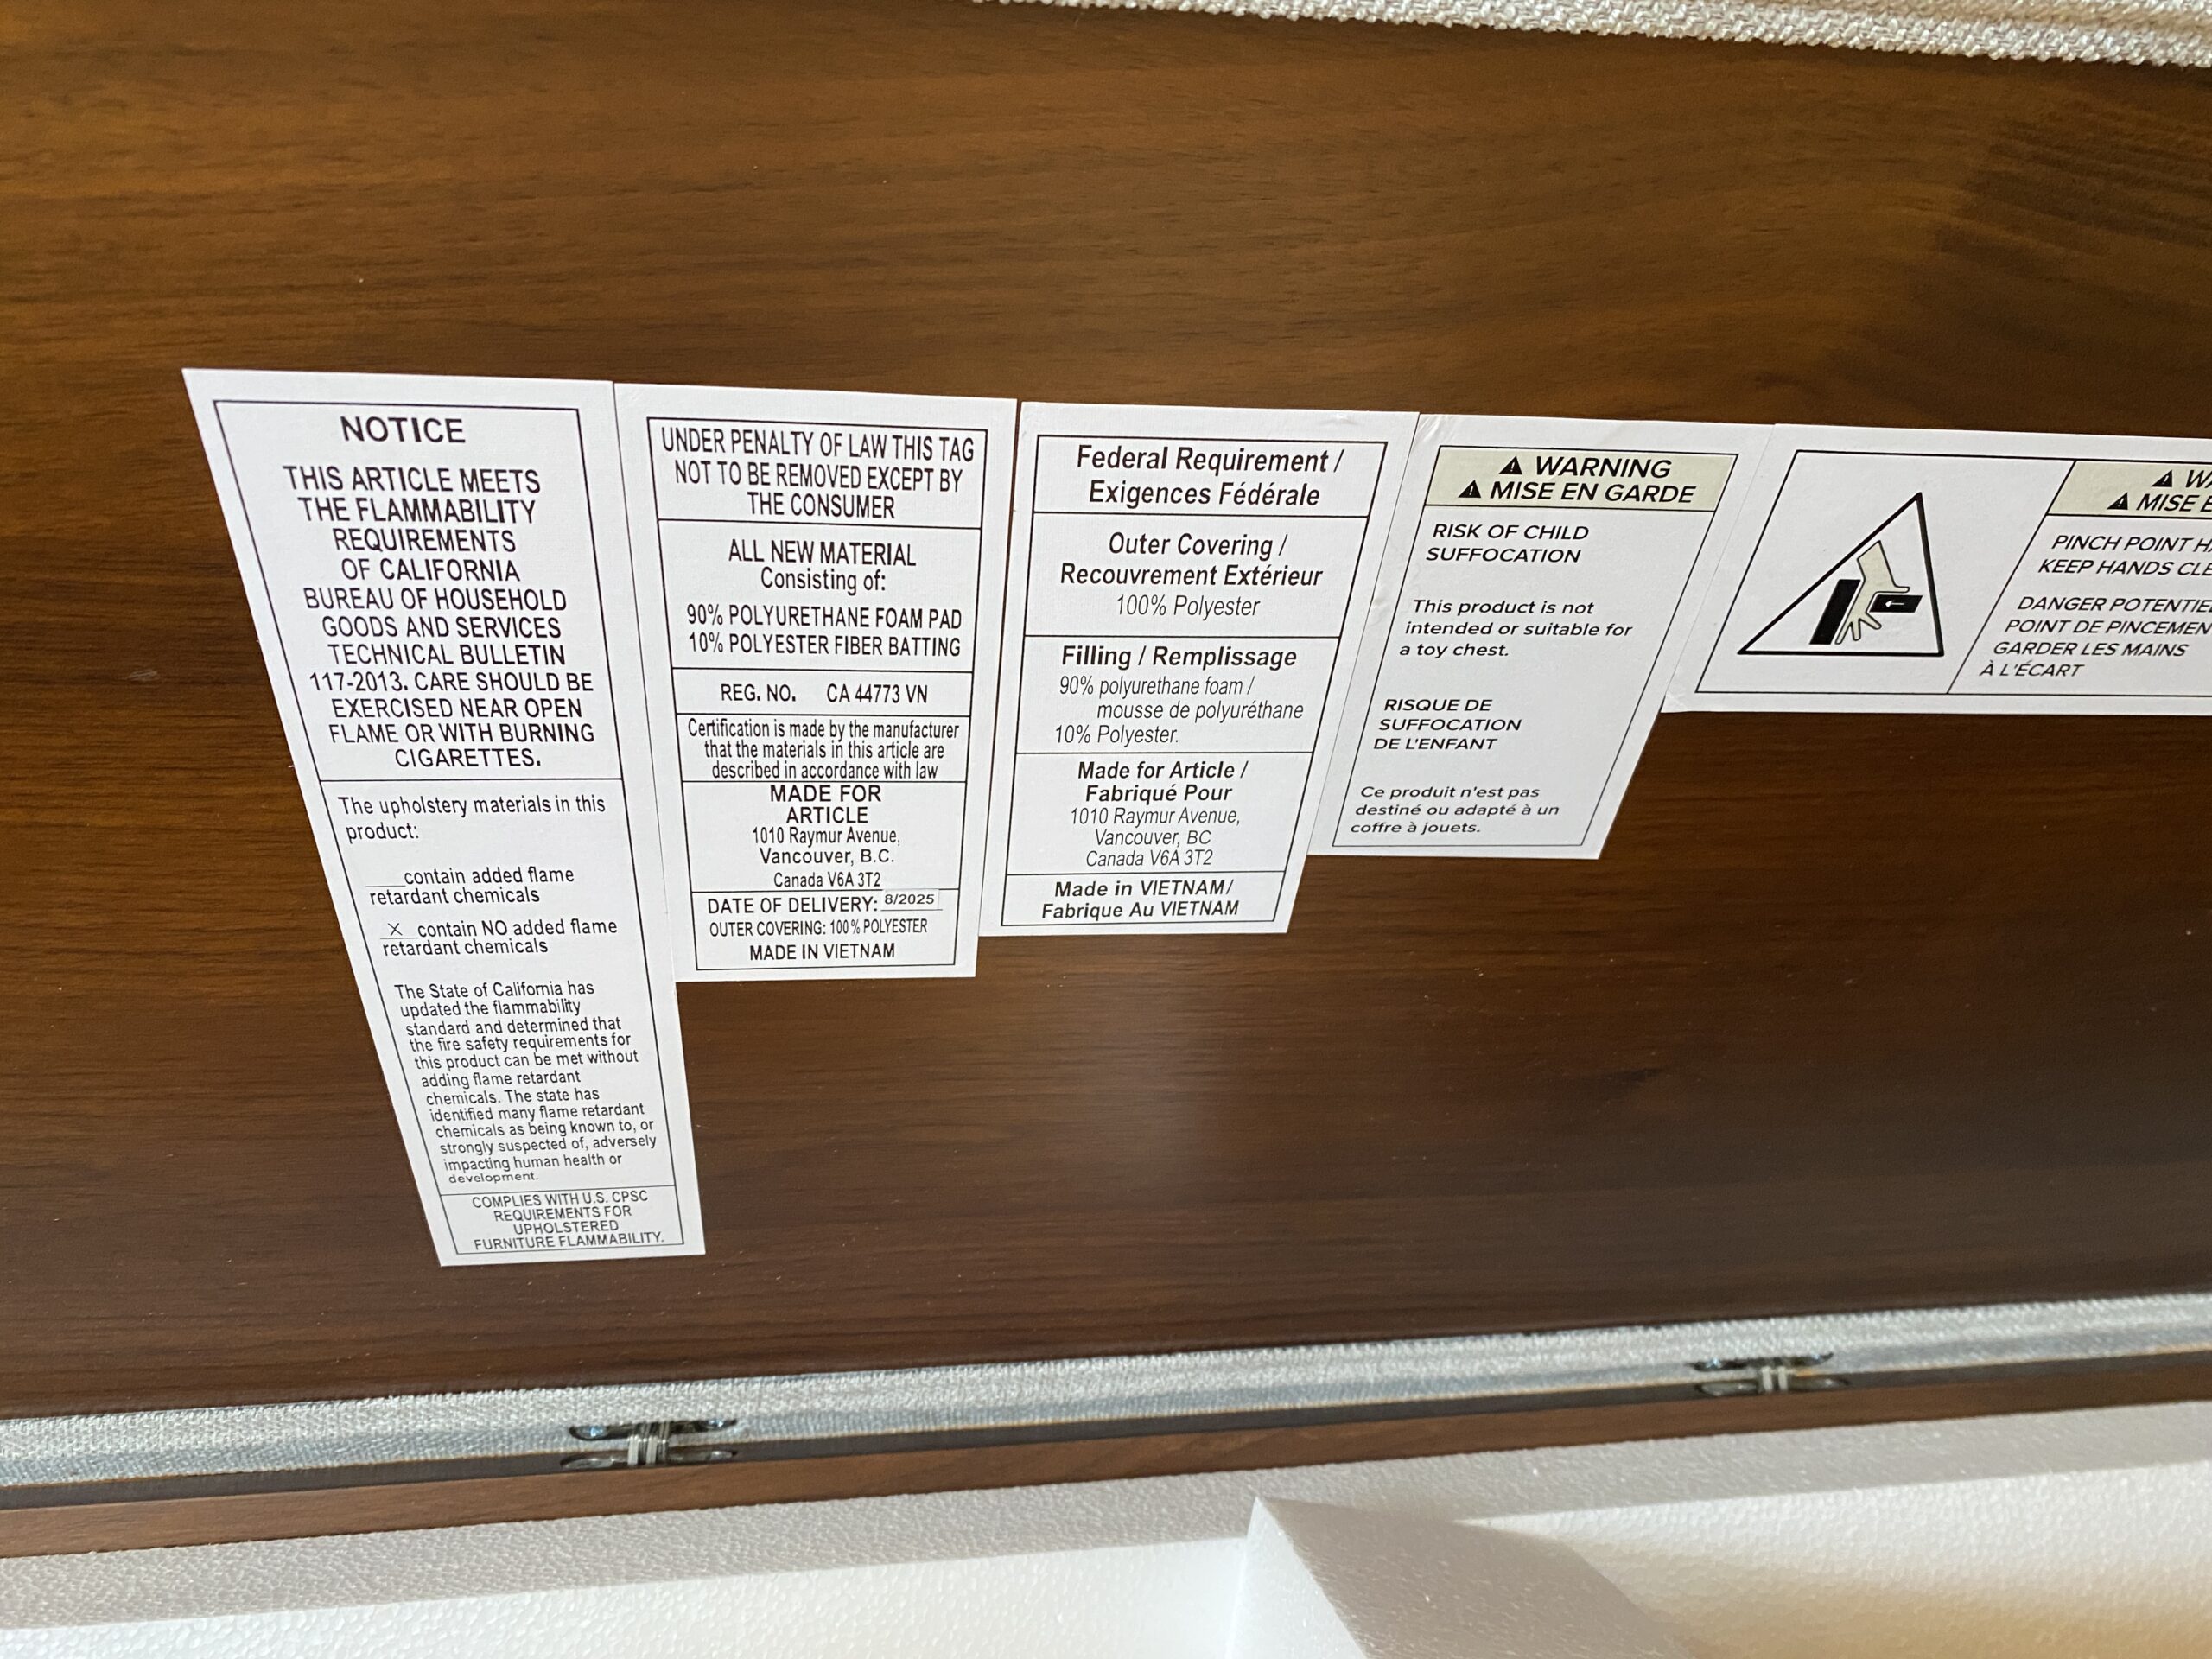 NOTICE
THIS ARTICLE MEETS
THE FLAMMABILITY
REQUIREMENTS
OF CALIFORNIA
BUREAU OF HOUSEHOLD
GOODS AND SERVICES
TECHNICAL BULLETIN
117-2013. CARE SHOULD BE
EXERCISED NEAR OPEN
FLAME OR WITH BURNING
CIGARETTES.
The upholstery materials in this
product:
____contain added flame
retardant chemicals
_X_contain NO added flame
retardant chemicals
The State of California has
updated the flammability
standard and determined that
the fire safety requirements for
this product can be met without
adding flame retardant
chemicals. The state has
identified many flame retardant
chemicals as being known to, or
strongly suspected of, adversely
impacting human health or
development.
COMPLIES WITH U.S. CPSC
REQUIREMENTS FOR
UPHOLSTERED
FURNITURE FLAMMABILITY.
UNDER PENALTY OF LAW THIS TAG
NOT TO BE REMOVED EXCEPT BY
THE CONSUMER
ALL NEW MATERIAL
Consisting of:
90% POLYURETHANE FOAM PAD
10% POLYESTER FIBER BATTING
REG. NO. CA 44773 VN
Certification is made by the manufacturer
that the materials in this article are
described in accordance with law
MADE FOR
ARTICLE
1010 Raymur Avenue,
Vancouver, B.C.
Canada V6A 3T2
DATE OF DELIVERY: 8/2025
OUTER COVERING: 100% POLYESTER
MADE IN VIETNAM
Federal Requirement /
Exigences Fédérale
Outer Covering /
Recouvrement Extérieur
100% Polyester
Filling / Remplissage
90% polyurethane foam /
mousse de polyuréthane
10% Polyester.
Made for Article /
Fabriqué Pour
1010 Raymur Avenue,
Vancouver, BC
Canada V6A 3T2
Made in VIETNAM/
Fabrique Au VIETNAM
WARNING
MISE EN GARDE
RISK OF CHILD
SUFFOCATION
This product is not
intended or suitable for
a toy chest.
RISQUE DE
SUFFOCATION
DE L'ENFANT
Ce produit n'est pas
destiné ou adapté à un
coffre à jouets.
MISE
PINCH POINT
KEEP HANDS
DANGER
POINT DE
GARDER LES MAINS
À L'ÉCART